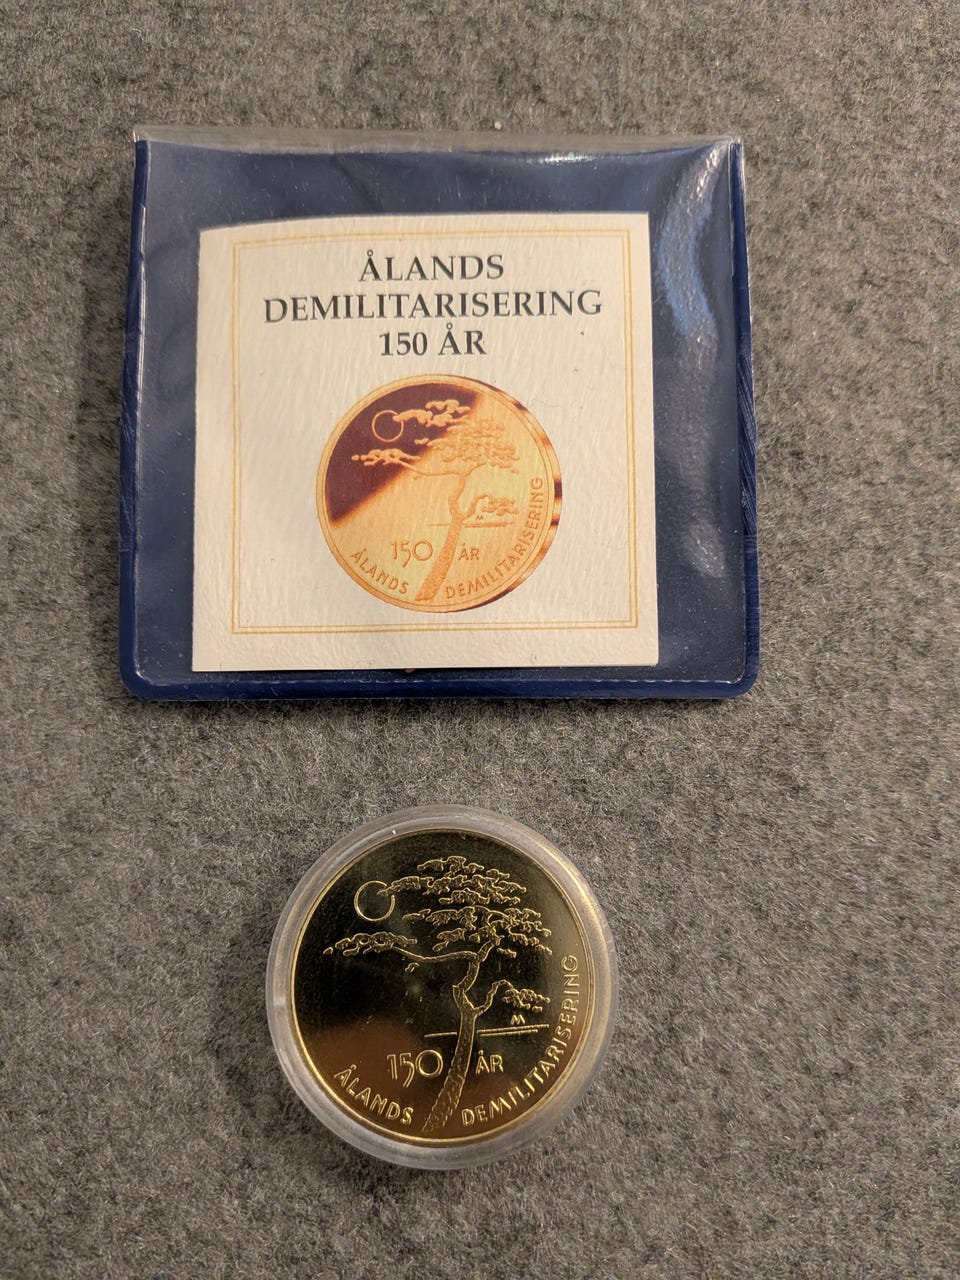 ÅLANDS
DEMILITARISERING
150 ÅR
150 ÅR
ÅLANDS DEMILITARISERING
M
150 ÅR
ÅLANDS DEMILITARISERING
M